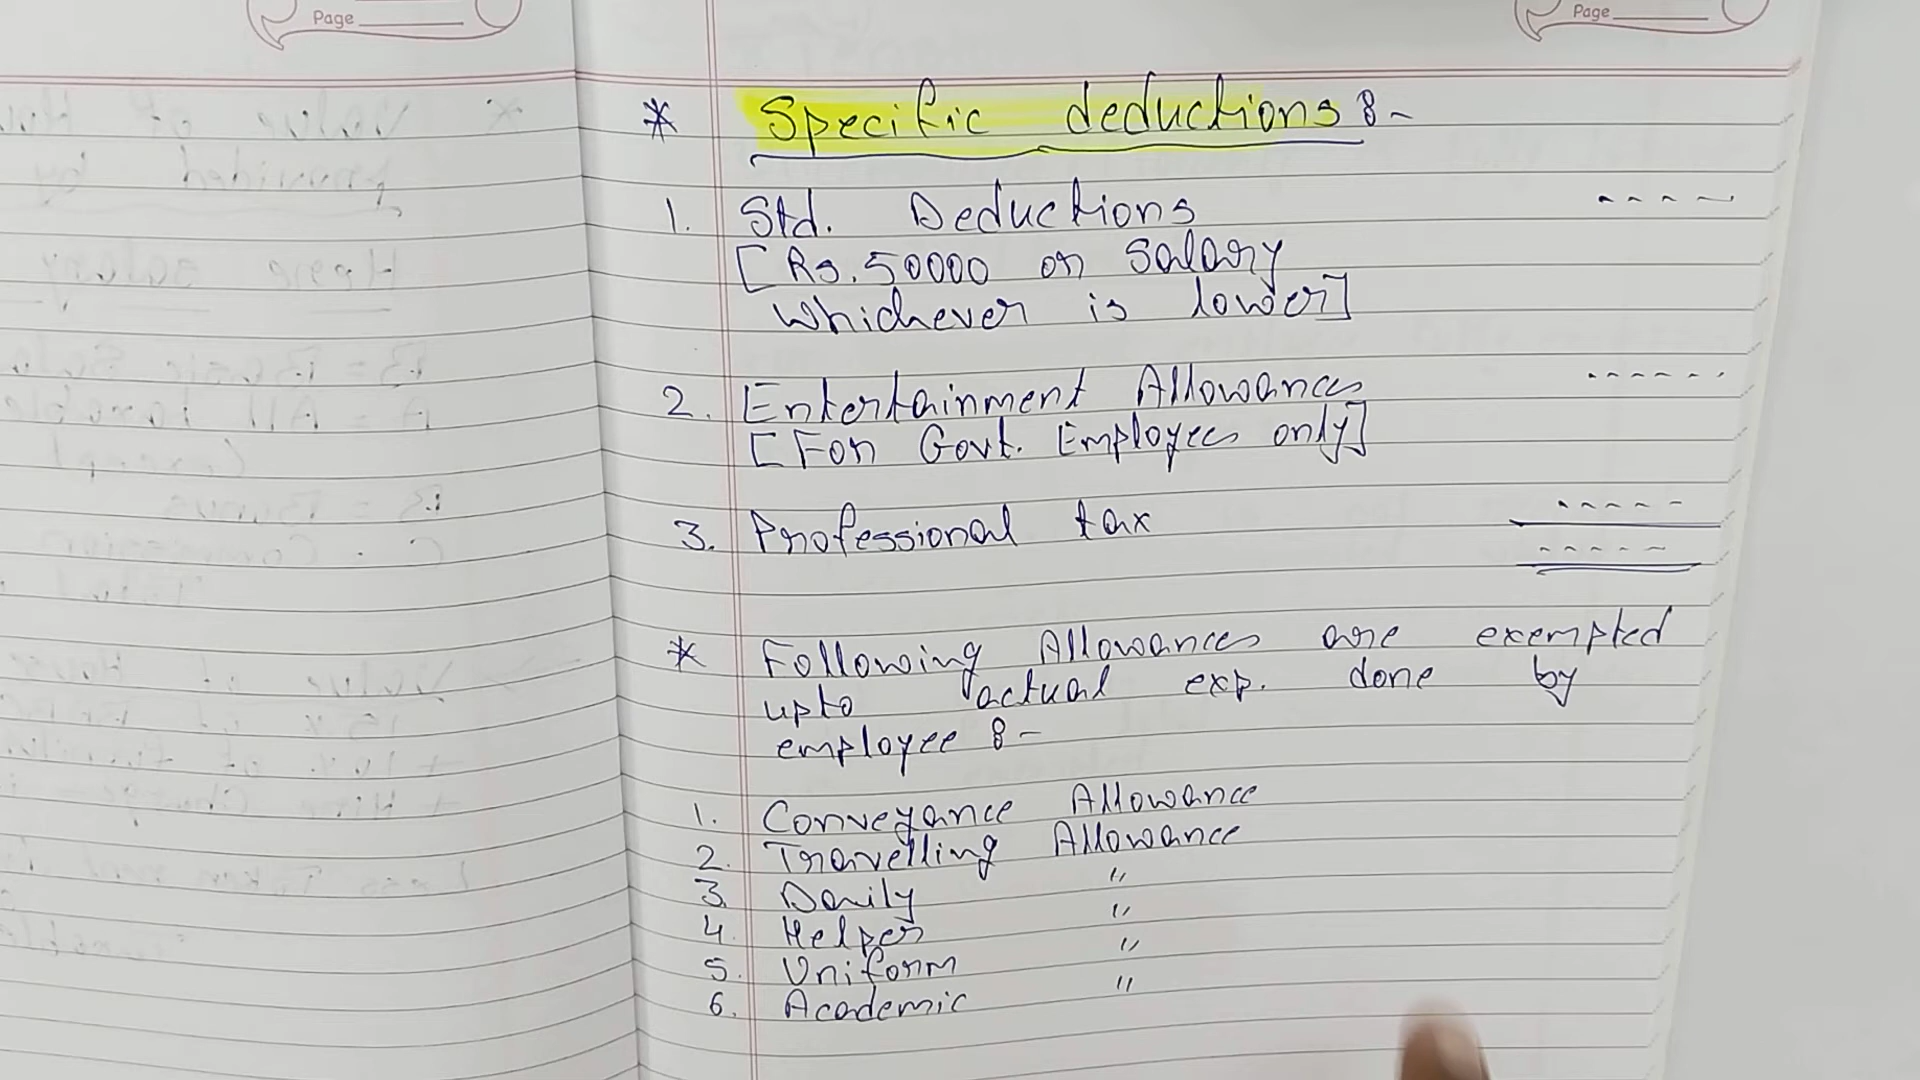 Page
Page
* Specific deductions :-
1. Std. Deductions
[Rs. 50000 or Salary
whichever is lower]
2. Entertainment Allowances
[For Govt. Employees only]
3. Professional tax
* Following Allowances are exempted
upto actual exp. done by
employee :-
1. Conveyance Allowance
2. Travelling Allowance
3. Daily "
4. Helper "
5. Uniform "
6. Academic "